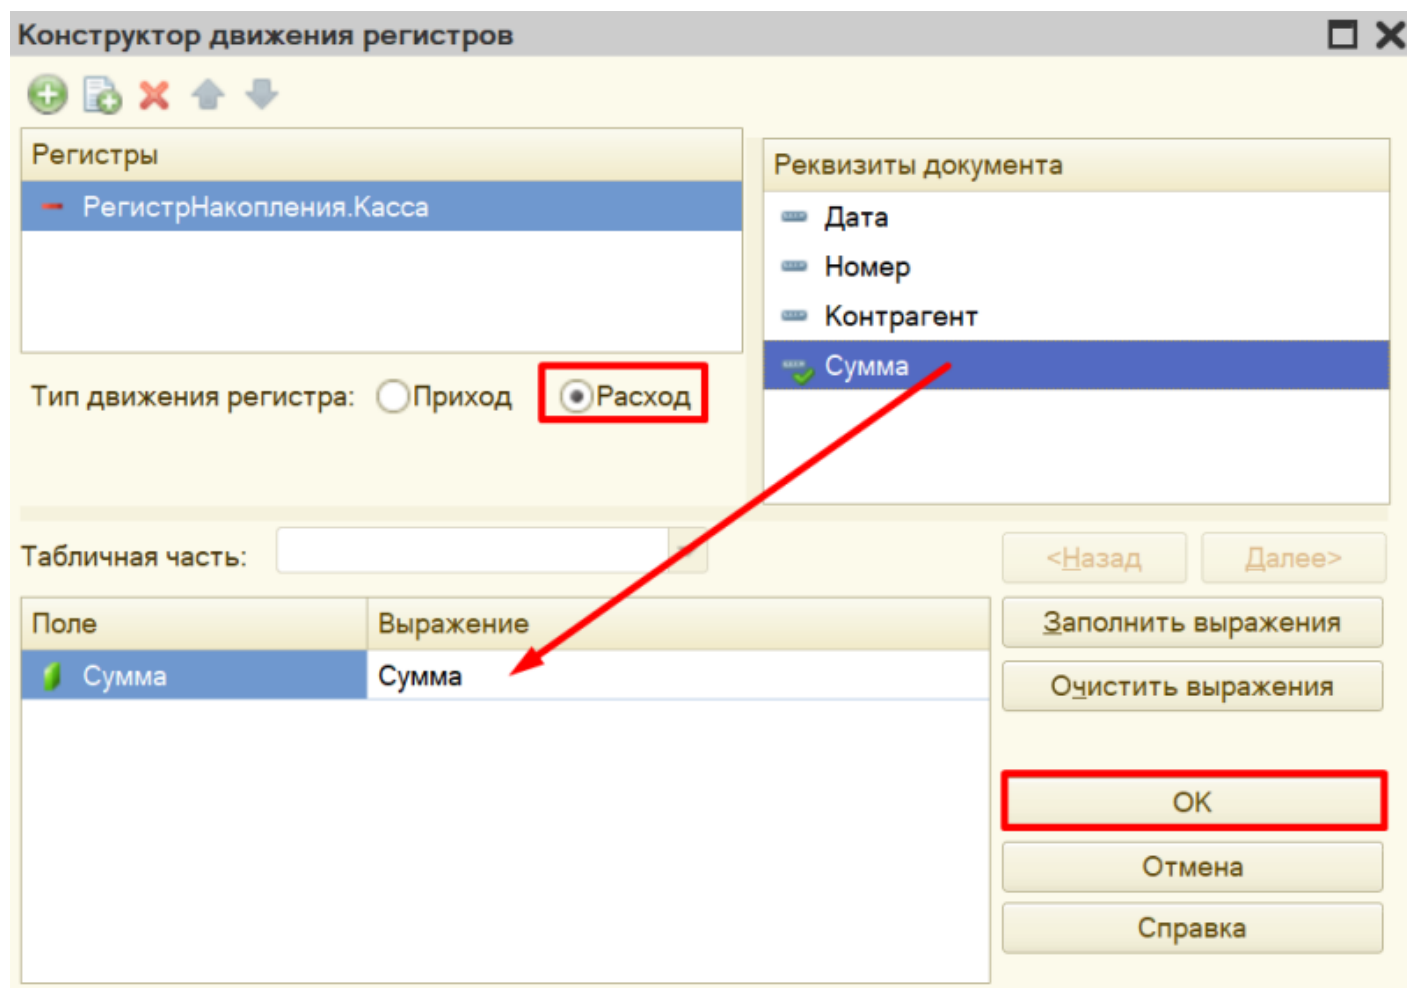 Конструктор движения регистров
Регистры
РегистрНакопления.Касса
Реквизиты документа
Дата
Номер
Контрагент
Сумма
Тип движения регистра: Приход Расход
Табличная часть:
<Назад Далее>
Поле Выражение
Сумма Сумма
Заполнить выражения
Очистить выражения
ОК
Отмена
Справка